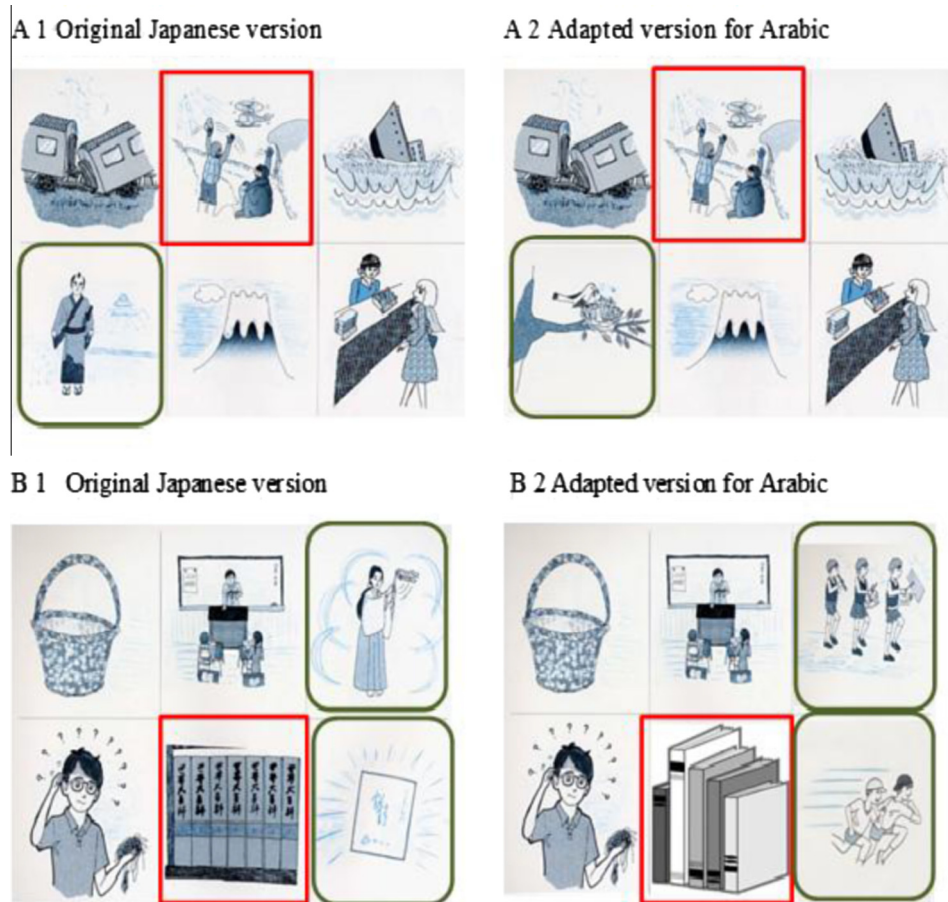 A 1 Original Japanese version
A 2 Adapted version for Arabic
B 1 Original Japanese version
B 2 Adapted version for Arabic